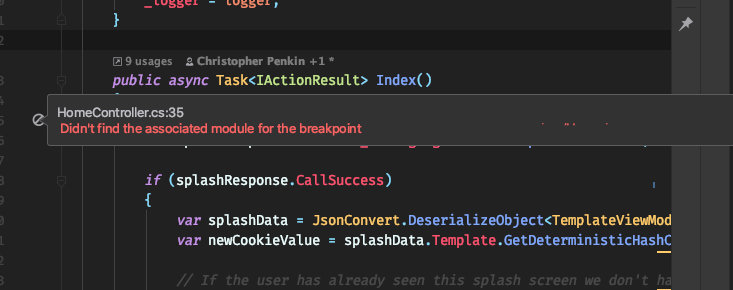 _logger = logger;
}
9 usages Christopher Penkin +1 *
public async Task<IActionResult> Index()
HomeController.cs:35
Didn't find the associated module for the breakpoint
if (splashResponse.CallSuccess)
{
var splashData = JsonConvert.DeserializeObject<TemplateViewMod
var newCookieValue = splashData.Template.GetDeterministicHashC
// If the user has already seen this splash screen we don't ha